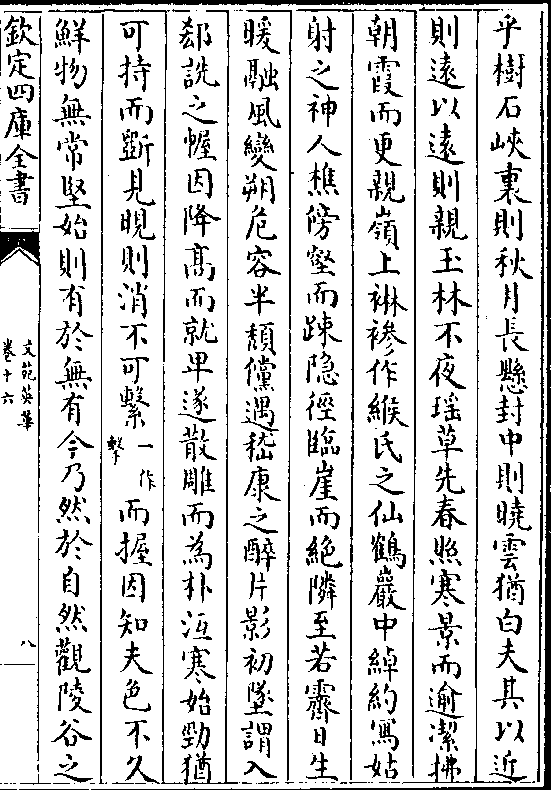 乎樹石峽裏則秋月長懸封中則曉雲猶白夫其以近
則遠以遠則親玉林不夜瑶草先春照寒景而逾潔拂
朝霞而更親嶺上褵褷作緱氏之仙鶴巖中綽約寫姑
射之神人樵傍壑而踈隐徑臨崖而絶隣至若霽日生
暖融風變朔危容半頽儻遇嵇康之醉片影初墜謂入
郄詵之幄因降髙而就卑遂散雕而為朴沍寒始勁猶
可持而斷見晛則消不可繫一作擊而握因知夫色不久
鮮物無常堅始則有於無有今乃然於自然觀陵谷之
欽定四庫全書
文苑英華
卷十六
八